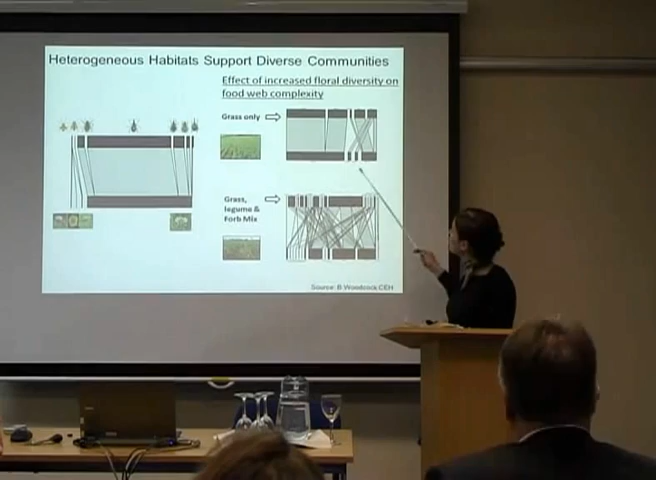 Heterogeneous Habitats Support Diverse Communities
Effect of increased floral diversity on
food web complexity
Grass only
Grass,
legume &
Forb Mix
Source: B Woodcock CEH